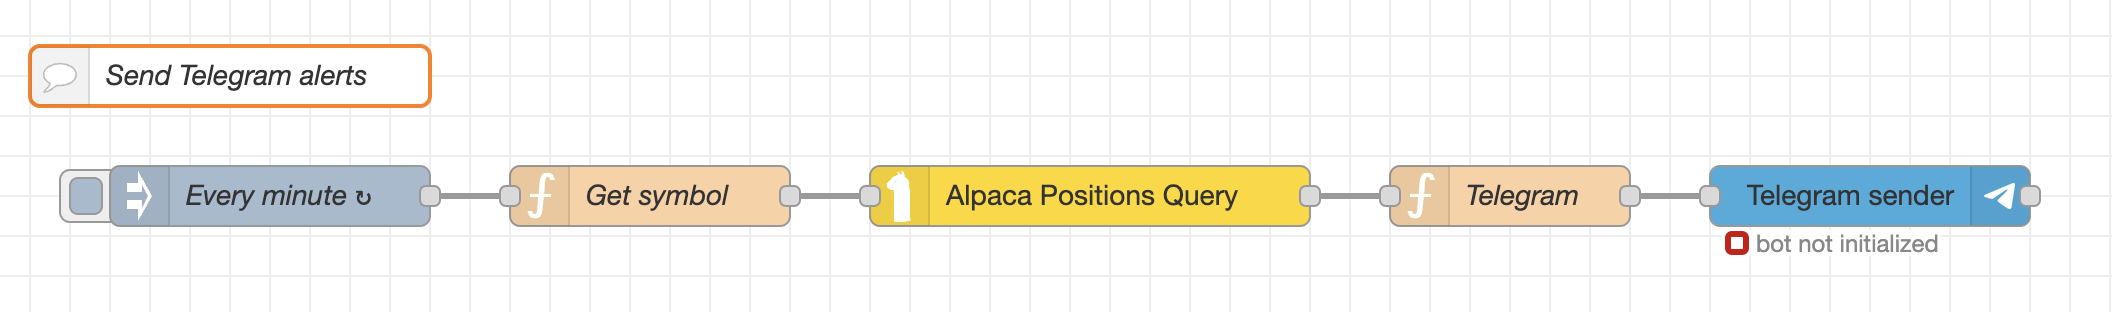 Send Telegram alerts
Every minute ↻
Get symbol
Alpaca Positions Query
Telegram
Telegram sender
bot not initialized